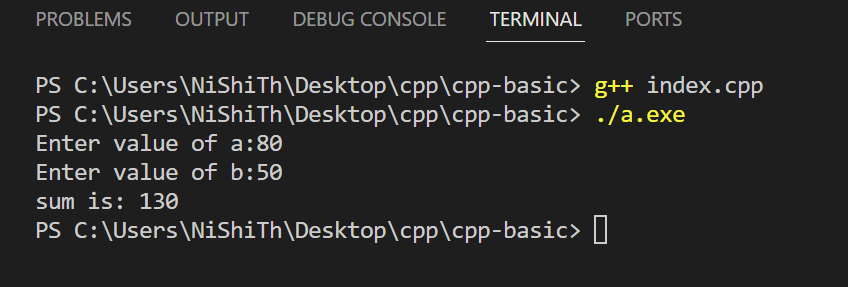 PROBLEMS OUTPUT DEBUG CONSOLE TERMINAL PORTS
PS C:\Users\NiShiTh\Desktop\cpp\cpp-basic> g++ index.cpp
PS C:\Users\NiShiTh\Desktop\cpp\cpp-basic> ./a.exe
Enter value of a:80
Enter value of b:50
sum is: 130
PS C:\Users\NiShiTh\Desktop\cpp\cpp-basic>